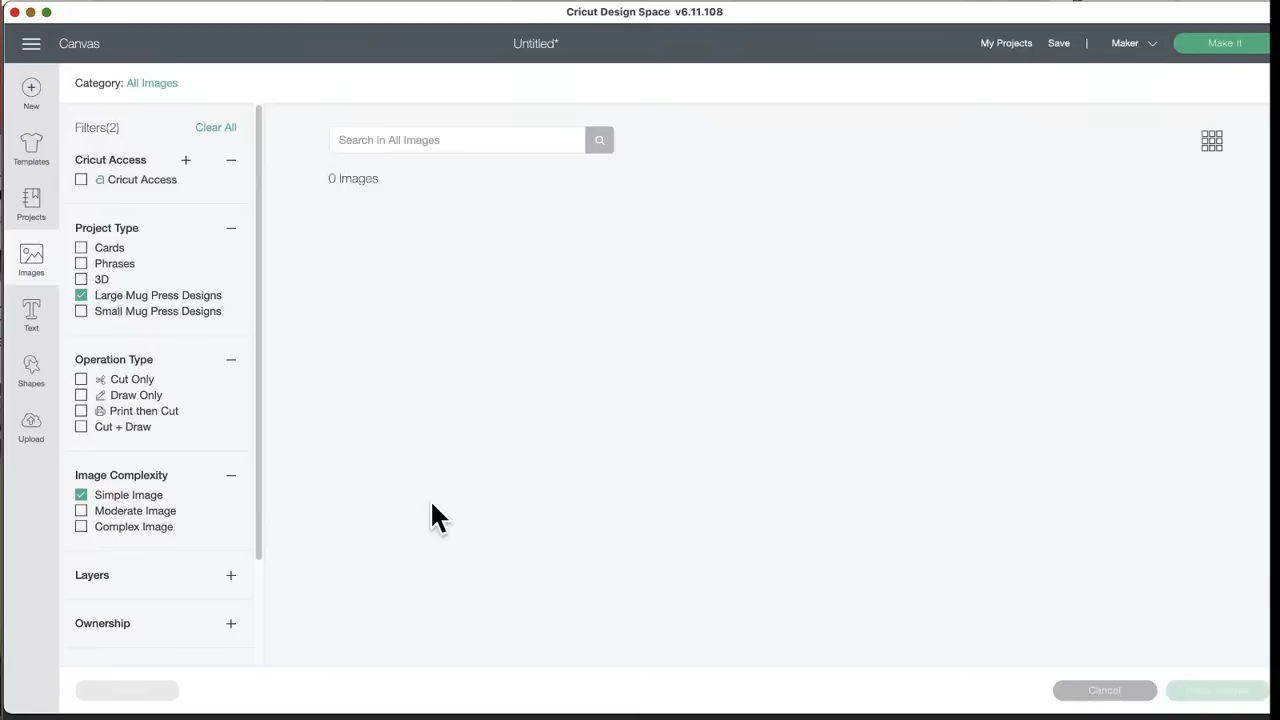 Cricut Design Space v6.11.108
Canvas
Untitled*
My Projects
Save
|
Maker
Make It
New
Templates
Projects
Images
Text
Shapes
Upload
Category: All Images
Filters(2)
Clear All
Cricut Access
Cricut Access
Project Type
Cards
Phrases
3D
Large Mug Press Designs
Small Mug Press Designs
Operation Type
Cut Only
Draw Only
Print then Cut
Cut + Draw
Image Complexity
Simple Image
Moderate Image
Complex Image
Layers
Ownership
Search in All Images
0 Images
Cancel